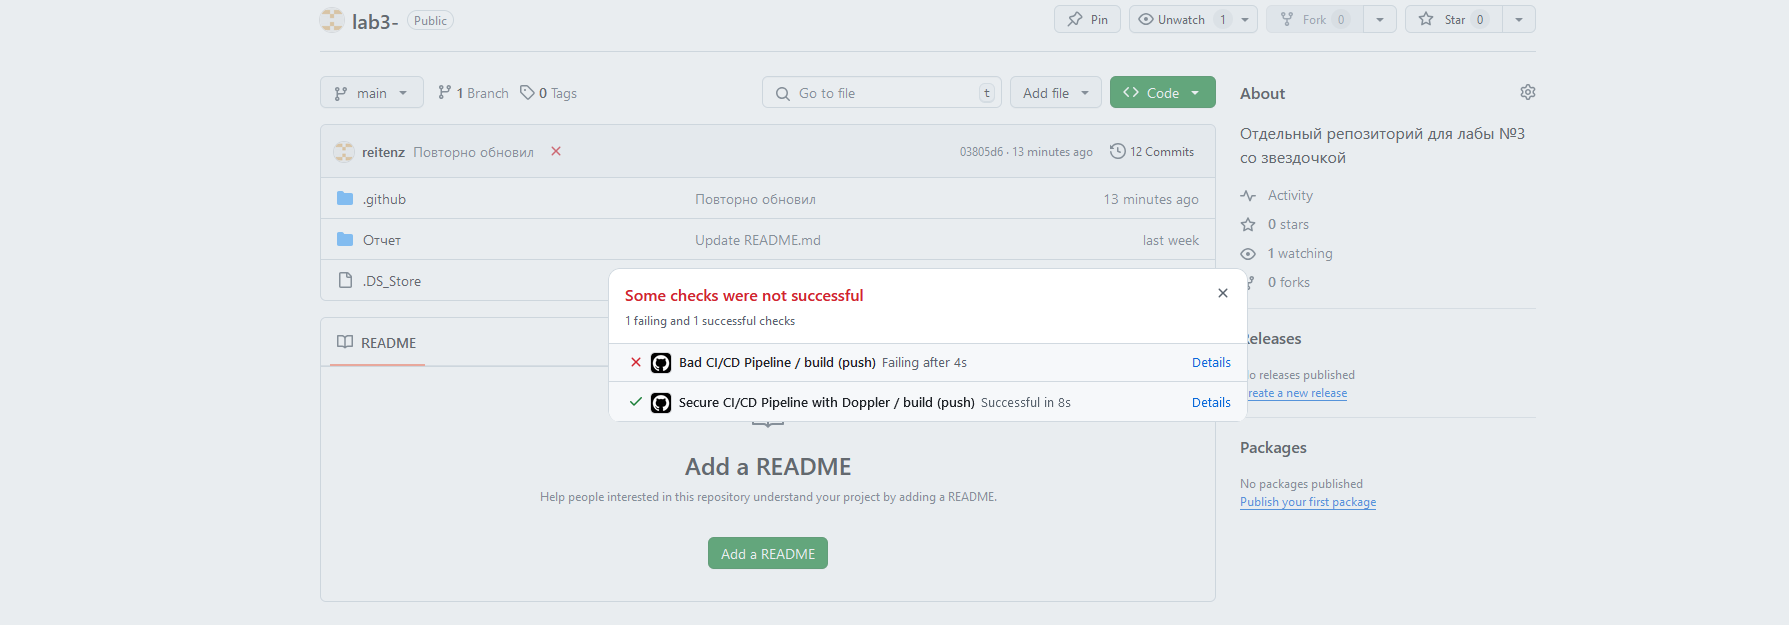 lab3- Public Pin Unwatch 1 Fork 0 Star 0
main 1 Branch 0 Tags Go to file t Add file Code
reitenz Повторно обновил 03805d6 · 13 minutes ago 12 Commits
.github Повторно обновил 13 minutes ago
Отчет Update README.md last week
.DS_Store
README
Some checks were not successful
1 failing and 1 successful checks
Bad CI/CD Pipeline / build (push) Failing after 4s Details
Secure CI/CD Pipeline with Doppler / build (push) Successful in 8s Details
Add a README
Help people interested in this repository understand your project by adding a README.
Add a README
About
Отдельный репозиторий для лабы №3
со звездочкой
Activity
0 stars
1 watching
0 forks
eleases
o releases published
reate a new release
Packages
No packages published
Publish your first package